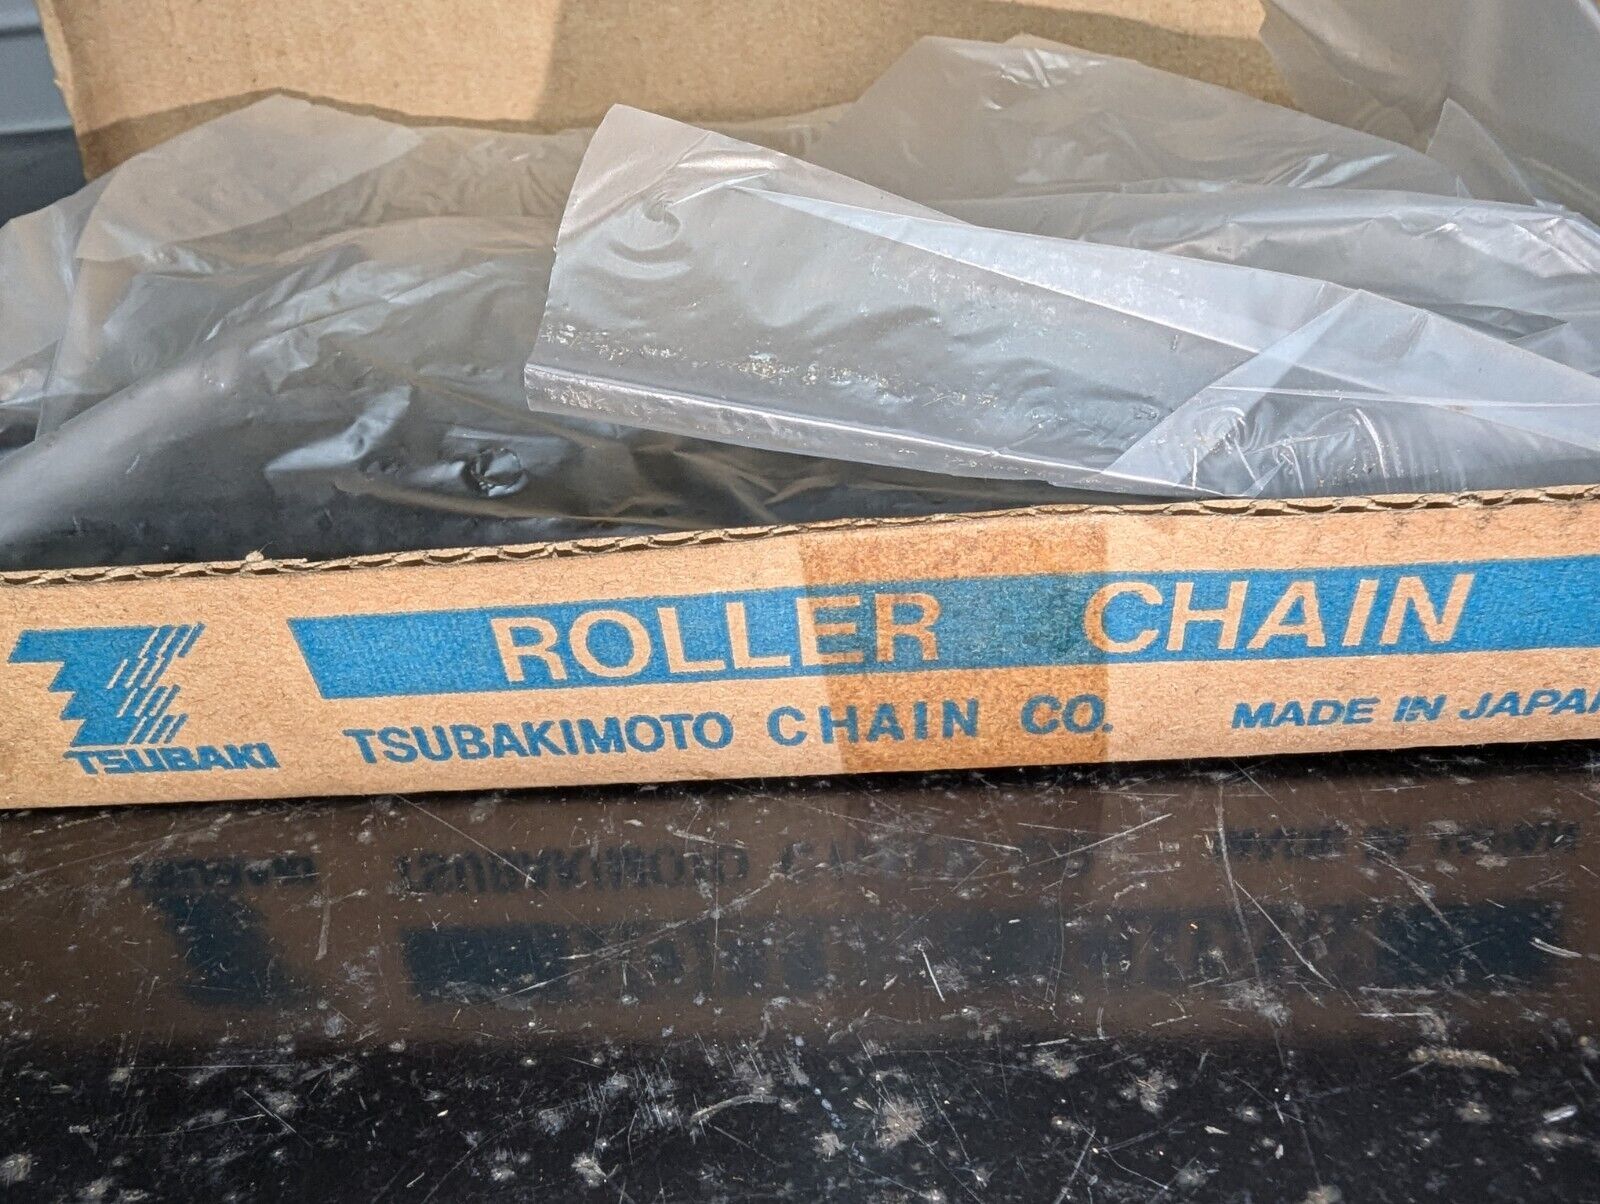 ROLLER CHAIN
TSUBAKI
TSUBAKIMOTO CHAIN CO. MADE IN JAPAN